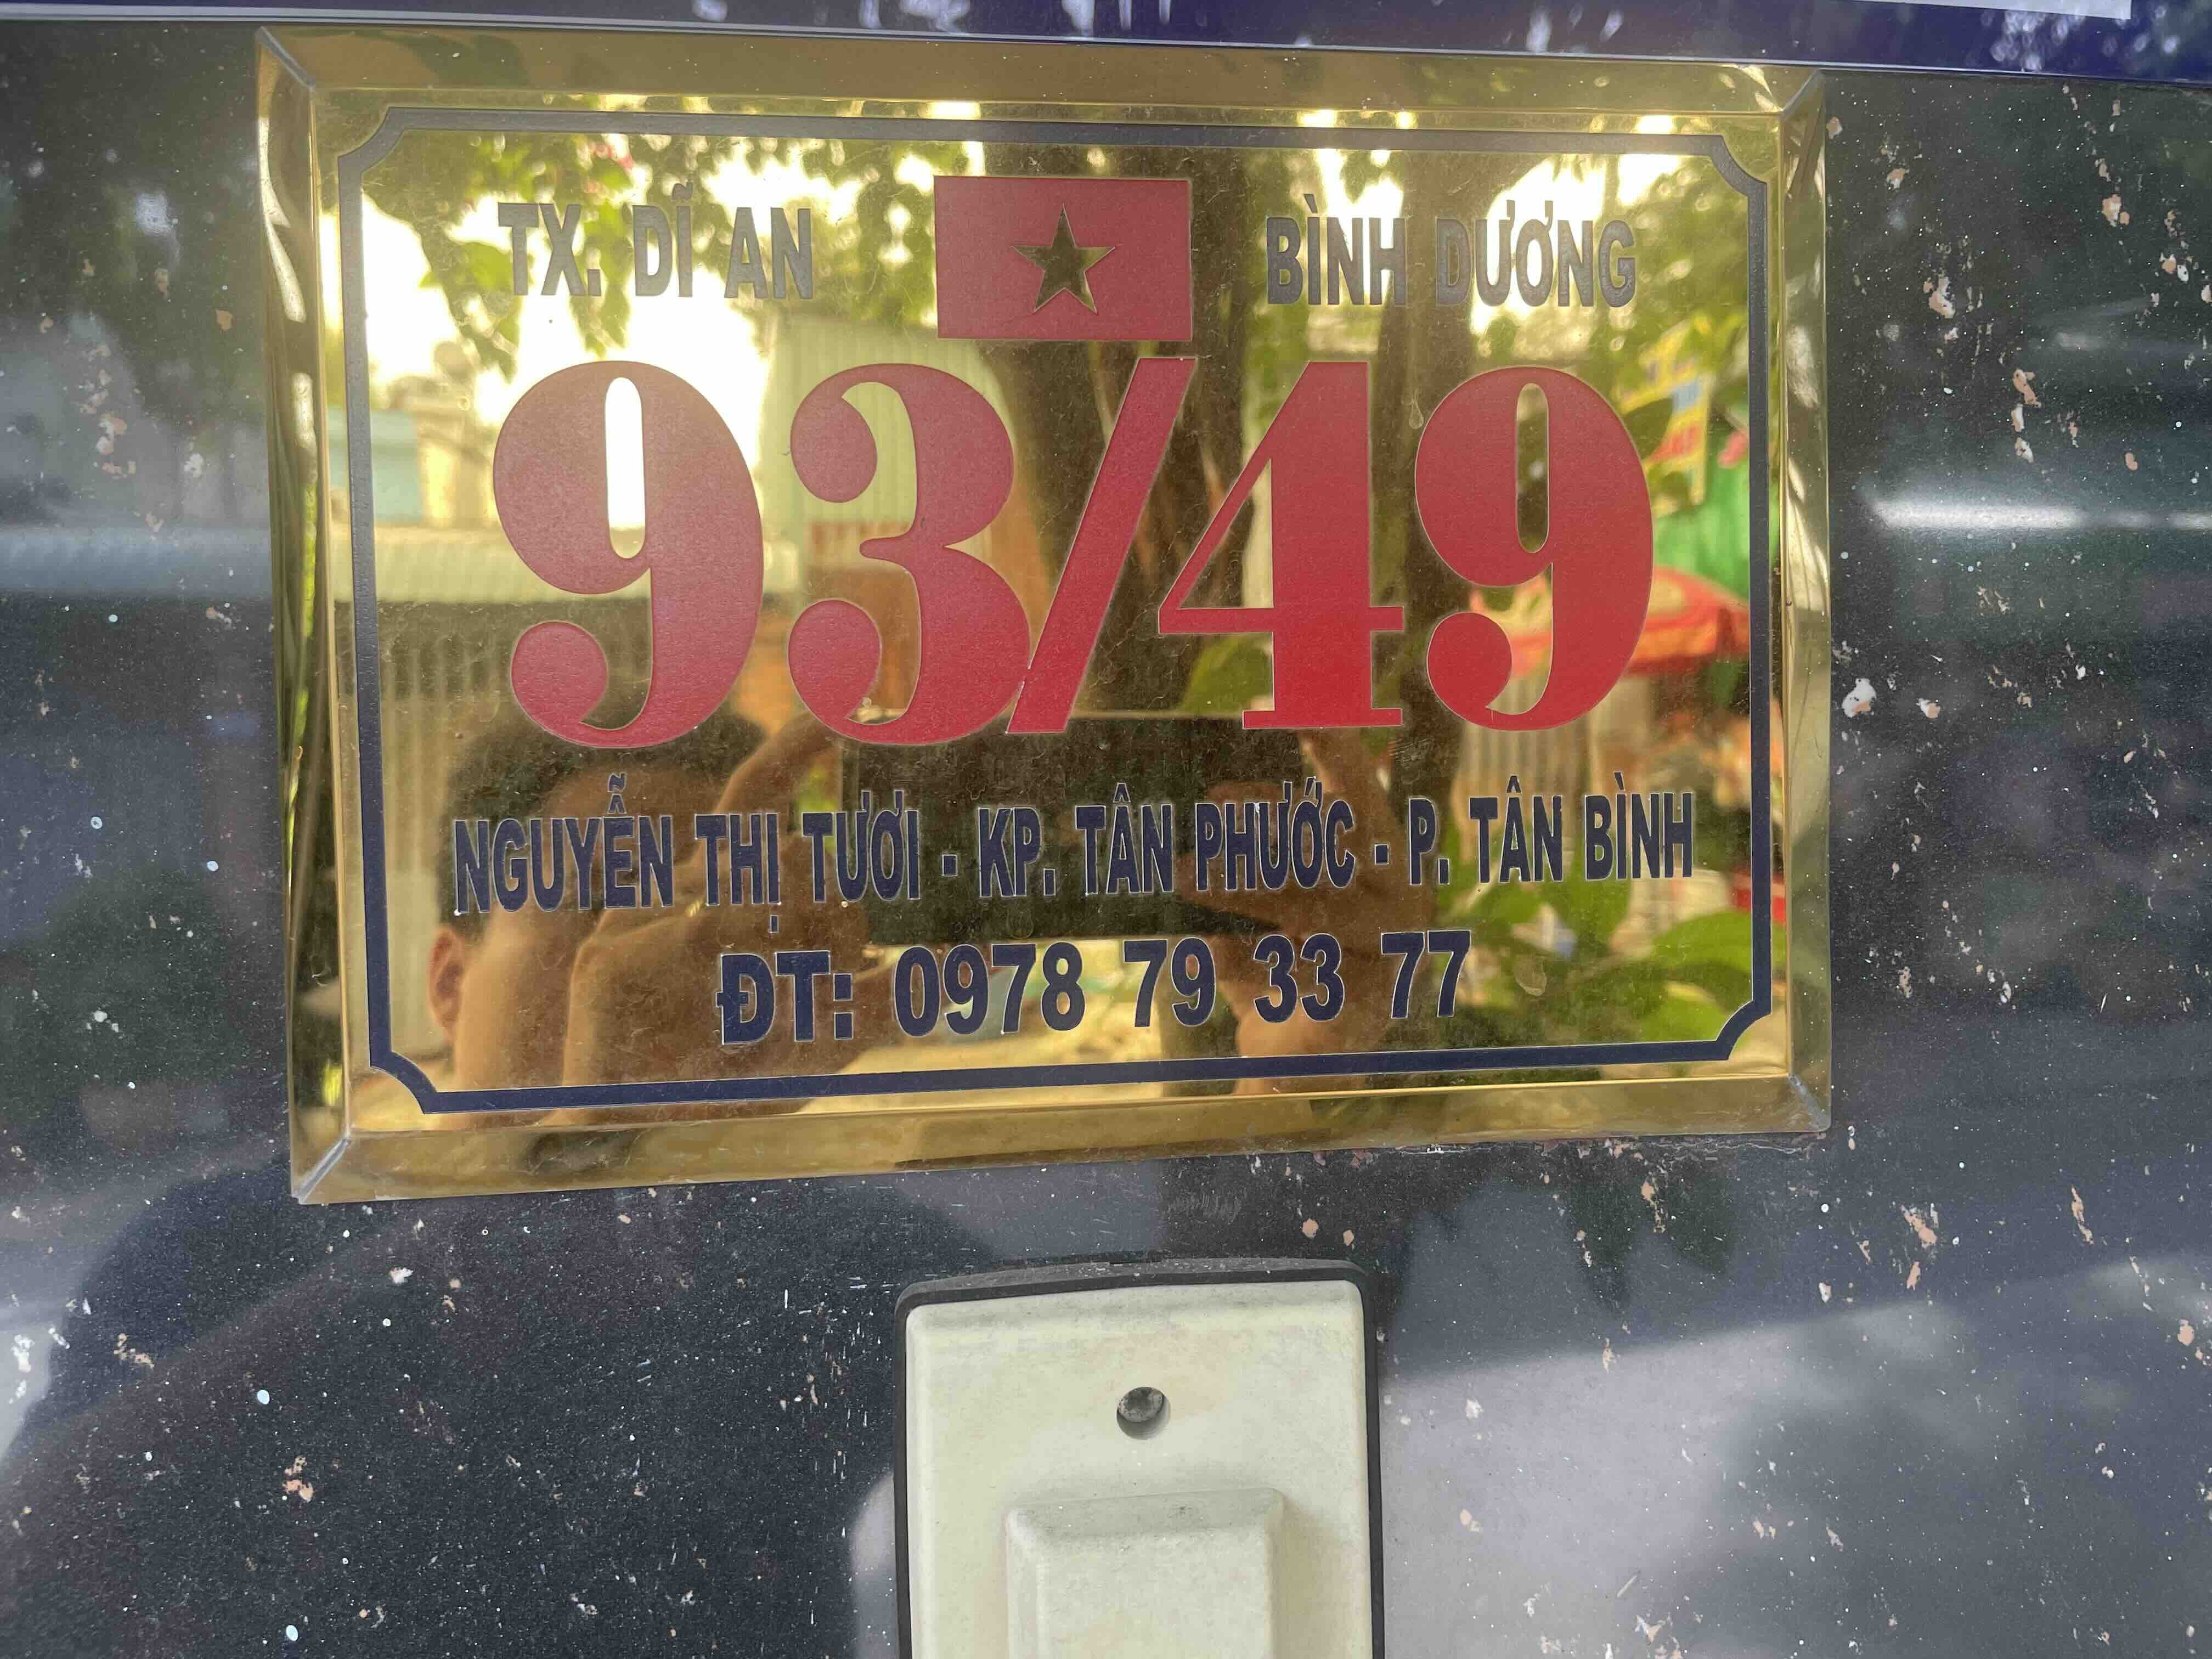 TX. DĨ AN BÌNH DƯƠNG
93/49
NGUYỄN THỊ TƯƠI - KP. TÂN PHƯỚC - P. TÂN BÌNH
ĐT: 0978 79 33 77